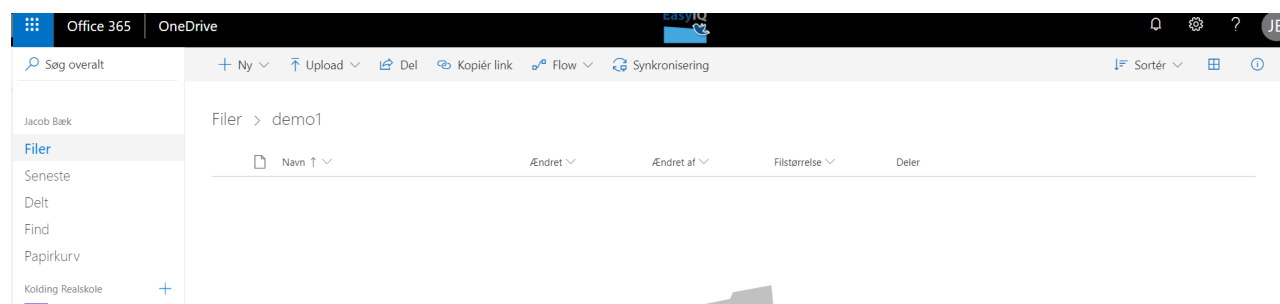 Office 365 OneDrive EasyIQ ? JE
Søg overalt Ny Upload Del Kopiér link Flow Synkronisering Sortér
Jacob Bæk
Filer > demo1
Filer
Navn ↑ Ændret Ændret af Filstørrelse Deler
Seneste
Delt
Find
Papirkurv
Kolding Realskole +